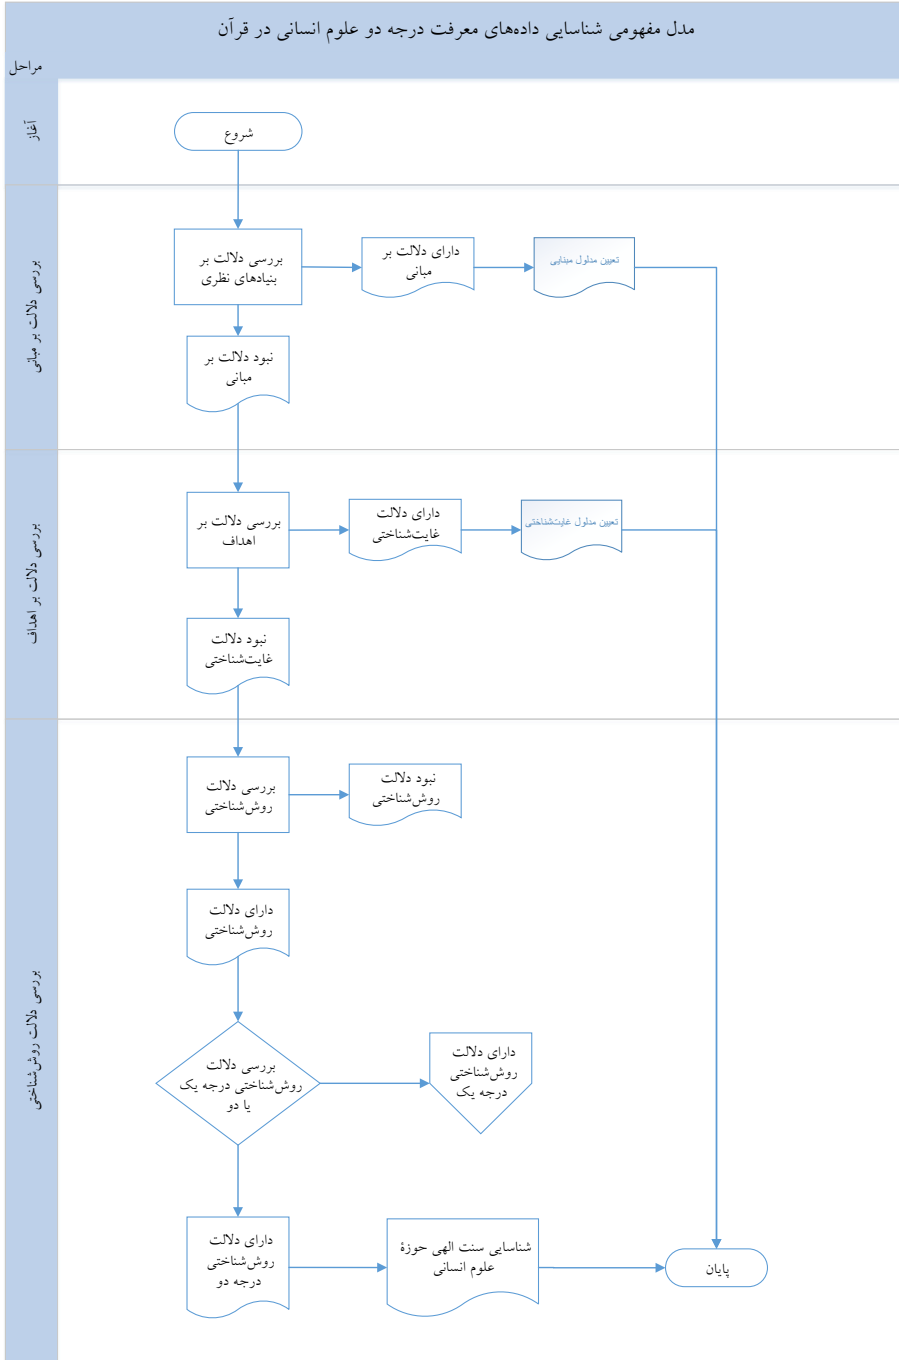 مدل مفهومی شناسایی داده‌های معرفت درجه دو علوم انسانی در قرآن
مراحل
آغاز
شروع
بررسی دلالت بر مبانی
بررسی دلالت بر
بنیادهای نظری
دارای دلالت بر
مبانی
تعیین مدلول مبنایی
نبود دلالت بر
مبانی
بررسی دلالت بر اهداف
بررسی دلالت بر
اهداف
دارای دلالت
غایت‌شناختی
تعیین مدلول غایت‌شناختی
نبود دلالت
غایت‌شناختی
بررسی دلالت روش‌شناختی
بررسی دلالت
روش‌شناختی
نبود دلالت
روش‌شناختی
دارای دلالت
روش‌شناختی
بررسی دلالت
روش‌شناختی درجه یک
یا دو
دارای دلالت
روش‌شناختی
درجه یک
دارای دلالت
روش‌شناختی
درجه دو
شناسایی سنت الهی حوزهٔ
علوم انسانی
پایان